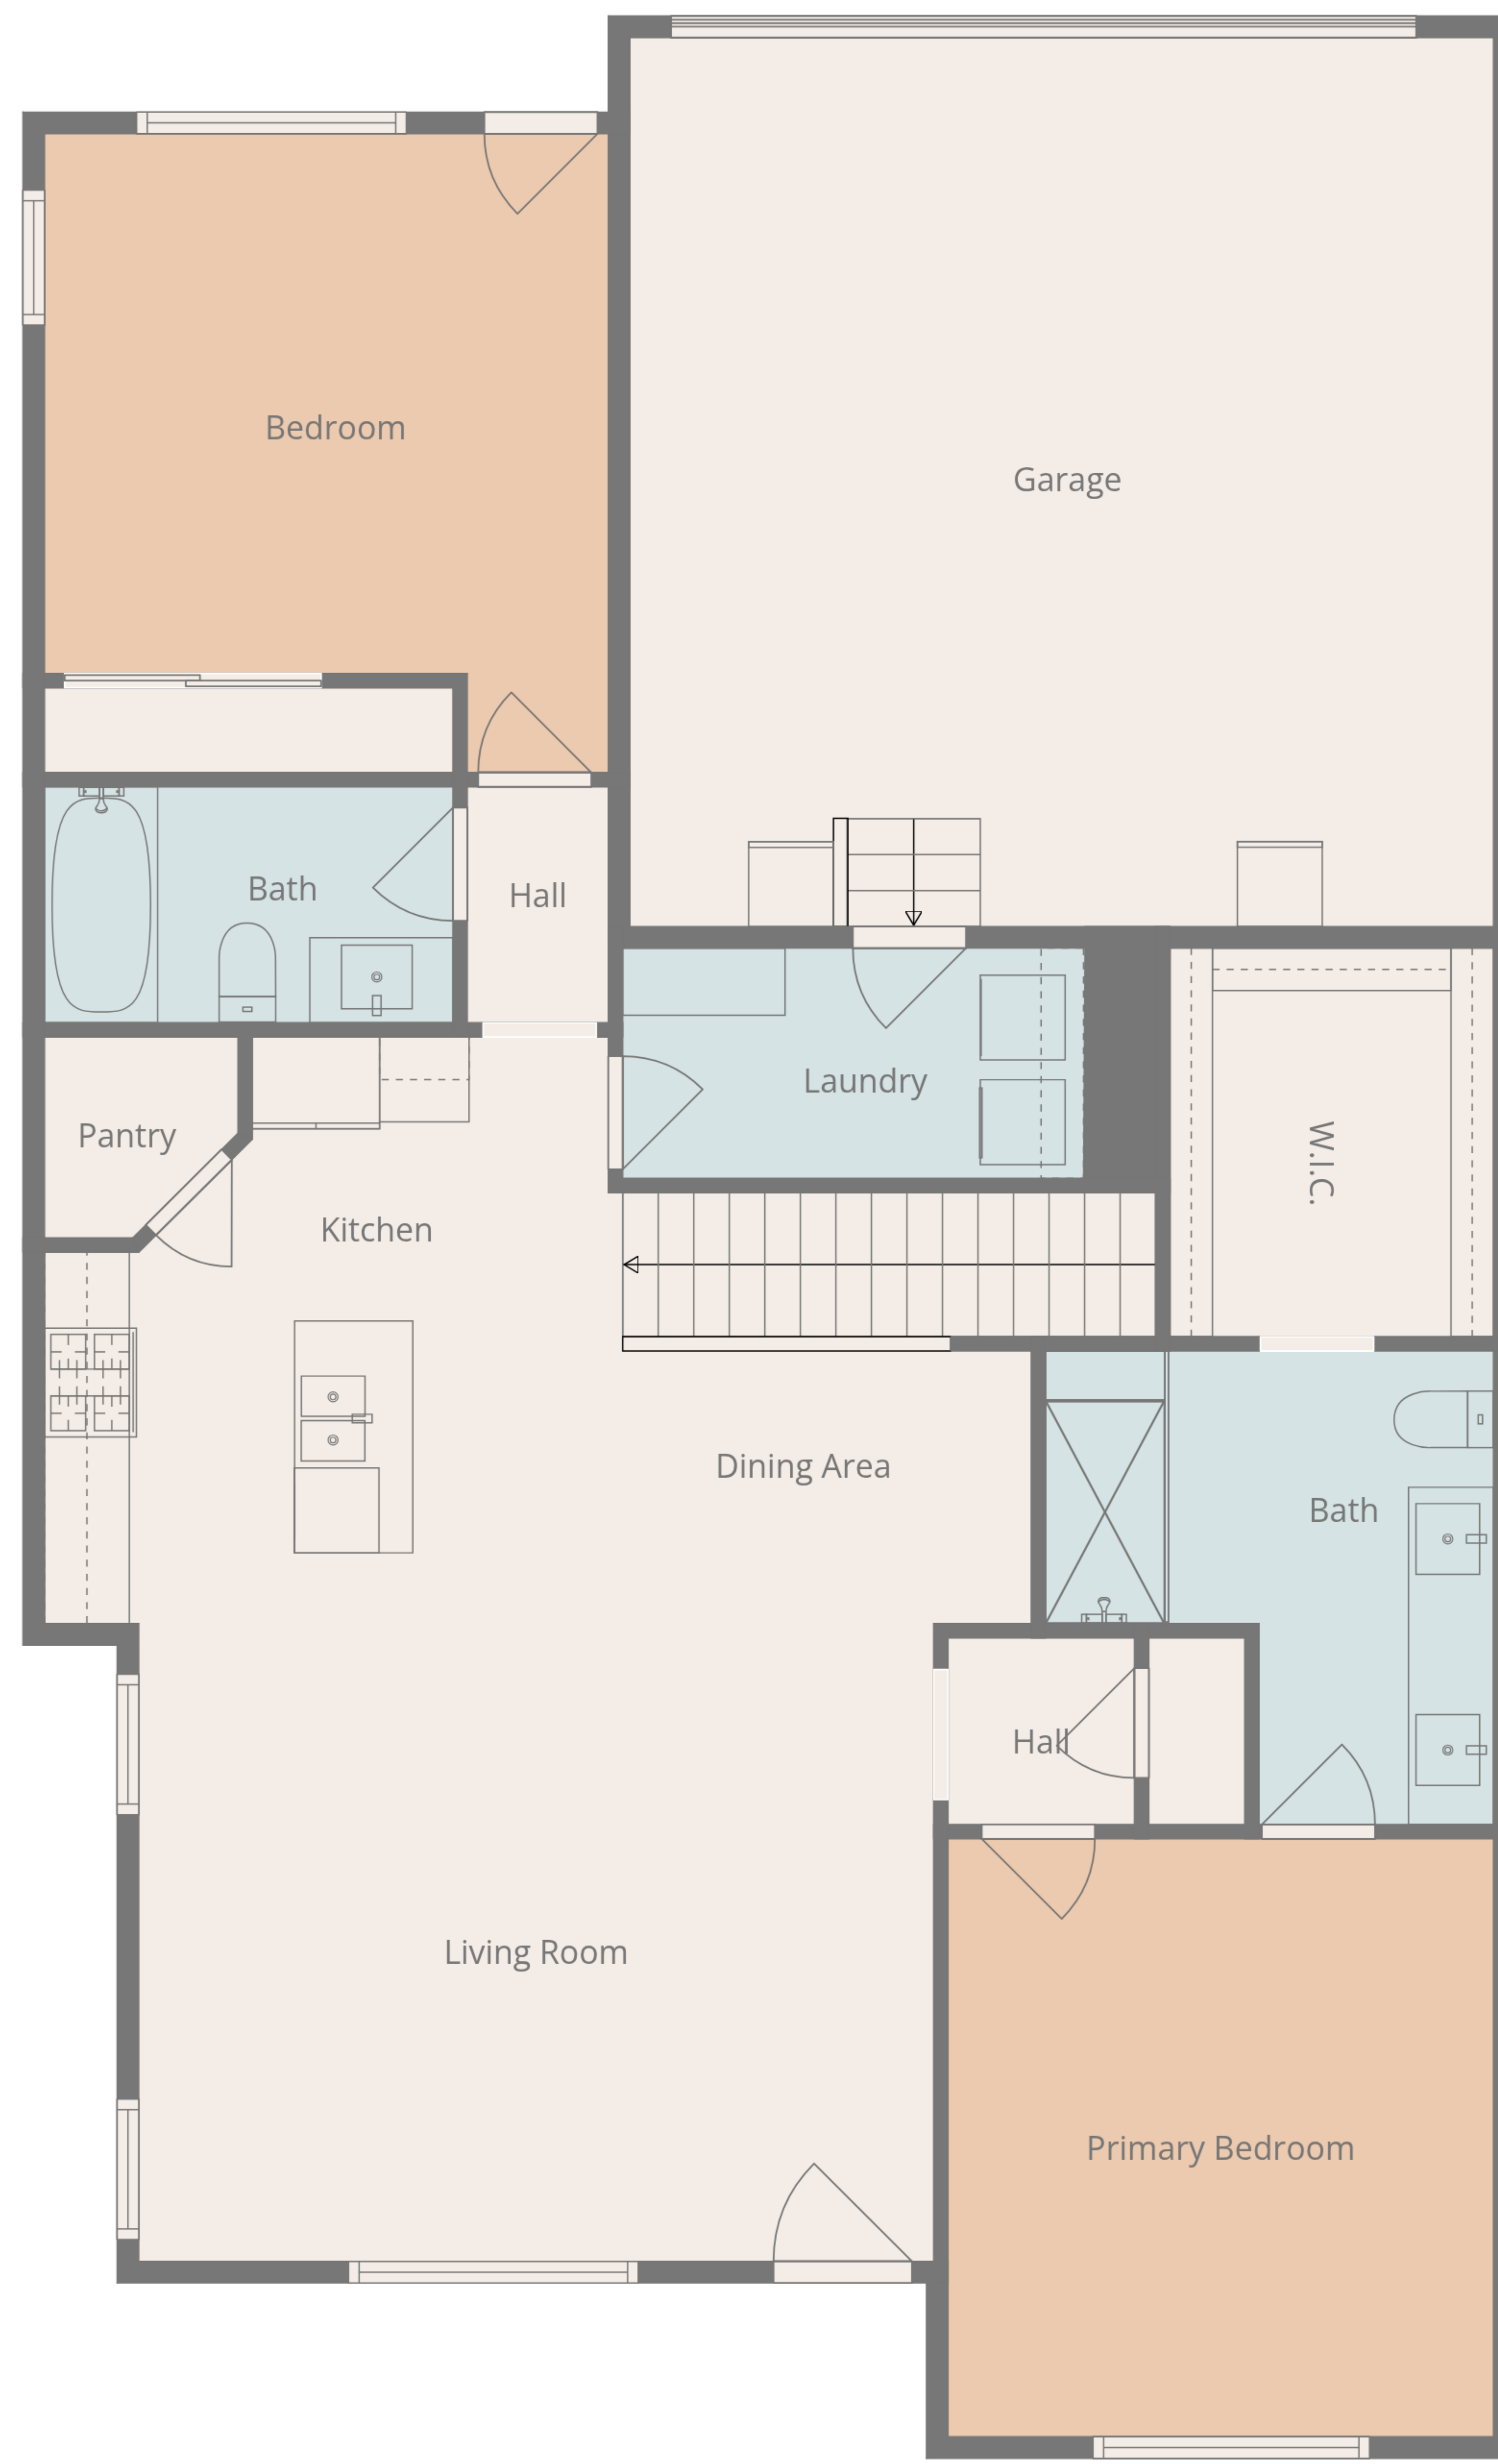 Bedroom
Garage
Bath
Hall
Laundry
Pantry
W.I.C.
Kitchen
Dining Area
Bath
Hall
Living Room
Primary Bedroom